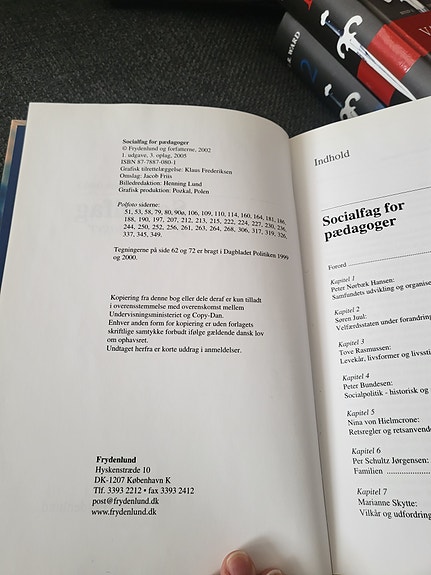 Socialfag for pædagoger
© Frydenlund og forfatterne, 2002
1. udgave, 3. oplag, 2005
ISBN 87-7887-080-1
Grafisk tilrettelæggelse: Klaus Frederiksen
Omslag: Jacob Friis
Billedredaktion: Henning Lund
Grafisk produktion: Pozkal, Polen
Polfoto siderne:
51, 53, 58, 79, 80, 90ø, 106, 109, 110, 114, 160, 164, 181, 186,
188, 190, 197, 207, 212, 213, 215, 222, 224, 227, 230, 236,
244, 250, 252, 256, 261, 263, 264, 268, 306, 317, 319, 326,
337, 345, 349.
Tegningerne på side 62 og 72 er bragt i Dagbladet Politiken 1999
og 2000.
Kopiering fra denne bog eller dele deraf er kun tilladt
i overensstemmelse med overenskomst mellem
Undervisningsministeriet og Copy-Dan.
Enhver anden form for kopiering er uden forlagets
skriftlige samtykke forbudt ifølge gældende dansk lov
om ophavsret.
Undtaget herfra er korte uddrag i anmeldelser.
Frydenlund
Hyskenstræde 10
DK-1207 København K
Tlf. 3393 2212 • fax 3393 2412
post@frydenlund.dk
www.frydenlund.dk
Indhold
Socialfag for
pædagoger
Forord
Kapitel 1
Peter Nørbæk Hansen:
Samfundets udvikling og organise
Kapitel 2
Søren Juul:
Velfærdsstaten under forandring
Kapitel 3
Tove Rasmussen:
Levekår, livsformer og livssti
Kapitel 4
Peter Bundesen:
Socialpolitik - historisk og
Kapitel 5
Nina von Hielmcrone:
Retsregler og retsanvende
Kapitel 6
Per Schultz Jørgensen:
Familien
Kapitel 7
Marianne Skytte:
Vilkår og udfordring
WARD
2